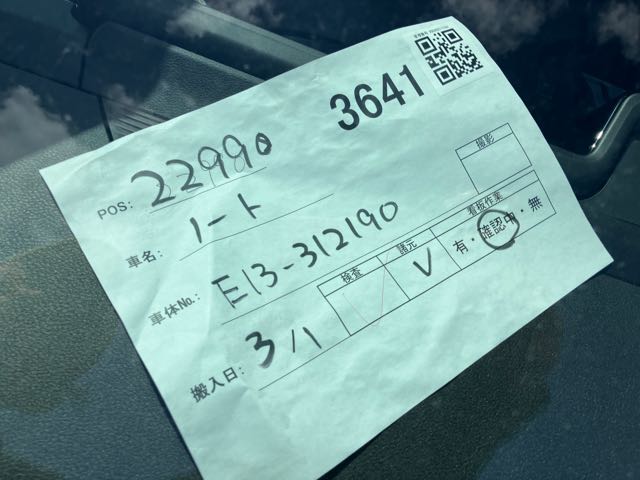 3641
POS: 22990
車名: ノート
車体No.: E13-312190
搬入日: 3/1
検査
諸元
V
撮影
看板作業
有・確認中・無